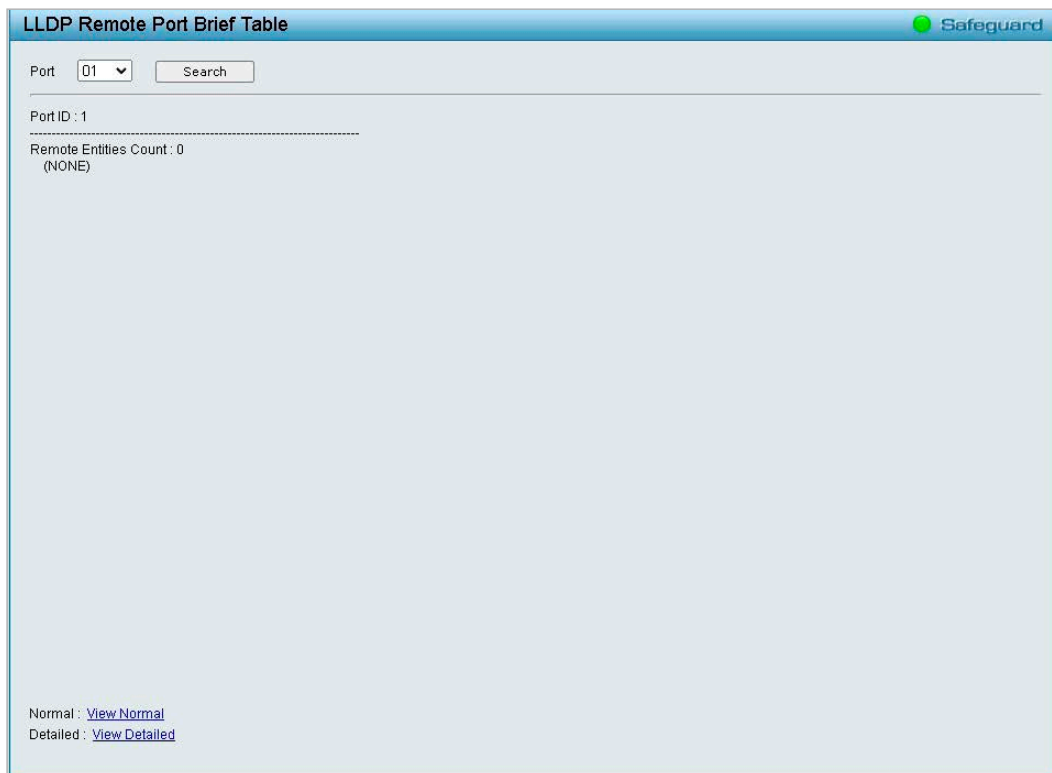 LLDP Remote Port Brief Table
Safeguard
Port 01 Search
Port ID : 1
--------------------------------------------------------------------------------
Remote Entities Count : 0
(NONE)
Normal : View Normal
Detailed : View Detailed